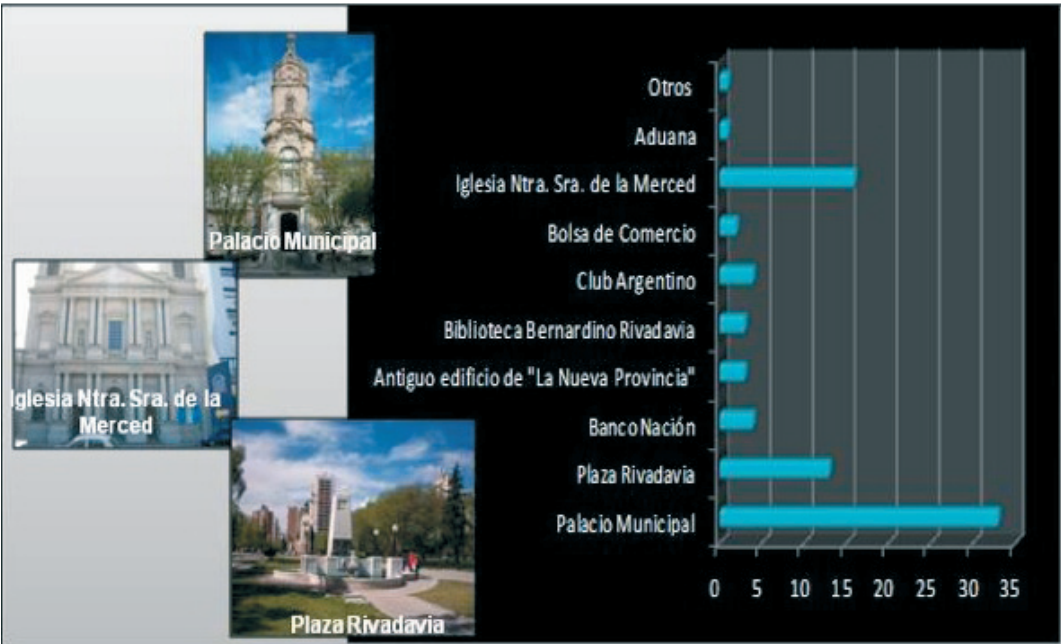 Palacio Municipal
Iglesia Ntra. Sra. de la
Merced
Plaza Rivadavia
Otros
Aduana
Iglesia Ntra. Sra. de la Merced
Bolsa de Comercio
Club Argentino
Biblioteca Bernardino Rivadavia
Antiguo edificio de "La Nueva Provincia"
Banco Nación
Plaza Rivadavia
Palacio Municipal
0 5 10 15 20 25 30 35